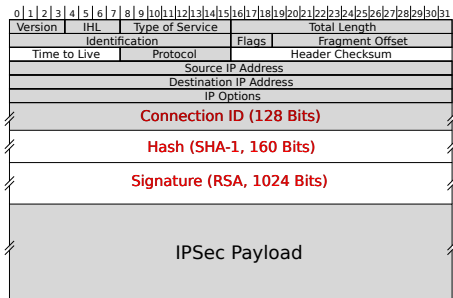 0 1 2 3 4 5 6 7 8 9 10 11 12 13 14 15 16 17 18 19 20 21 22 23 24 25 26 27 28 29 30 31
Version IHL Type of Service Total Length
Identification Flags Fragment Offset
Time to Live Protocol Header Checksum
Source IP Address
Destination IP Address
IP Options
Connection ID (128 Bits)
Hash (SHA-1, 160 Bits)
Signature (RSA, 1024 Bits)
IPSec Payload